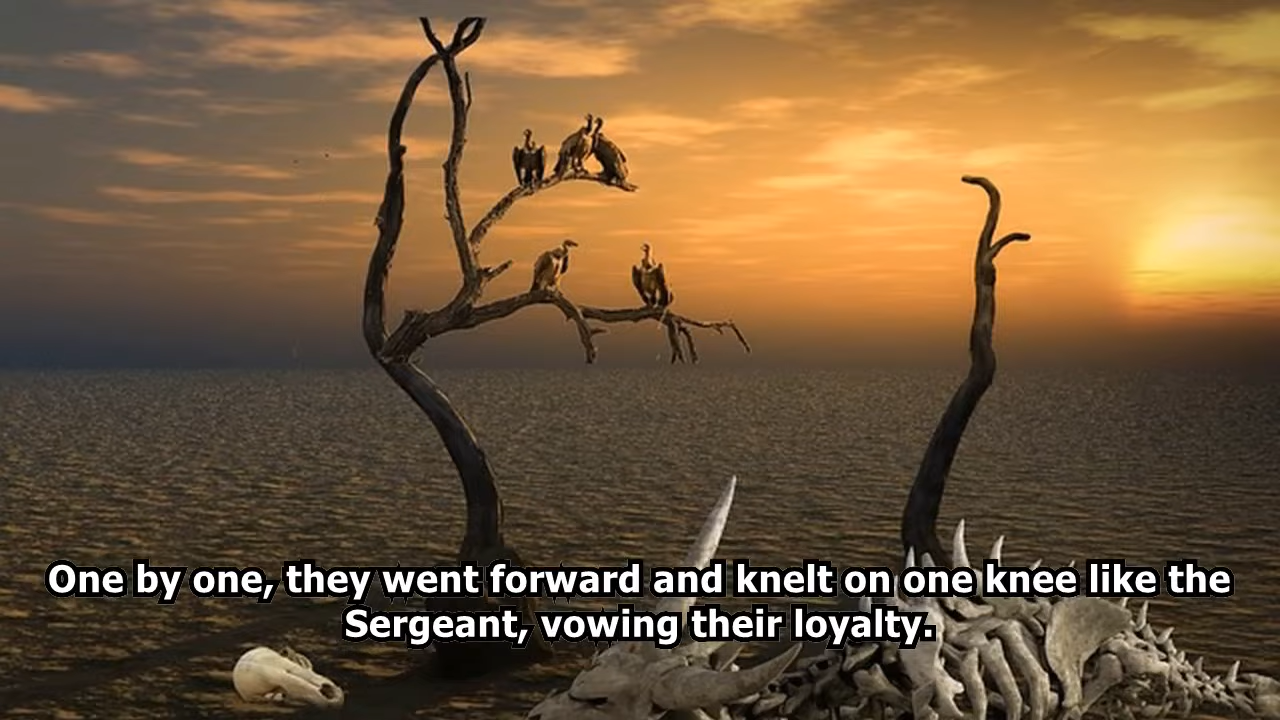 One by one, they went forward and knelt on one knee like the
Sergeant, vowing their loyalty.